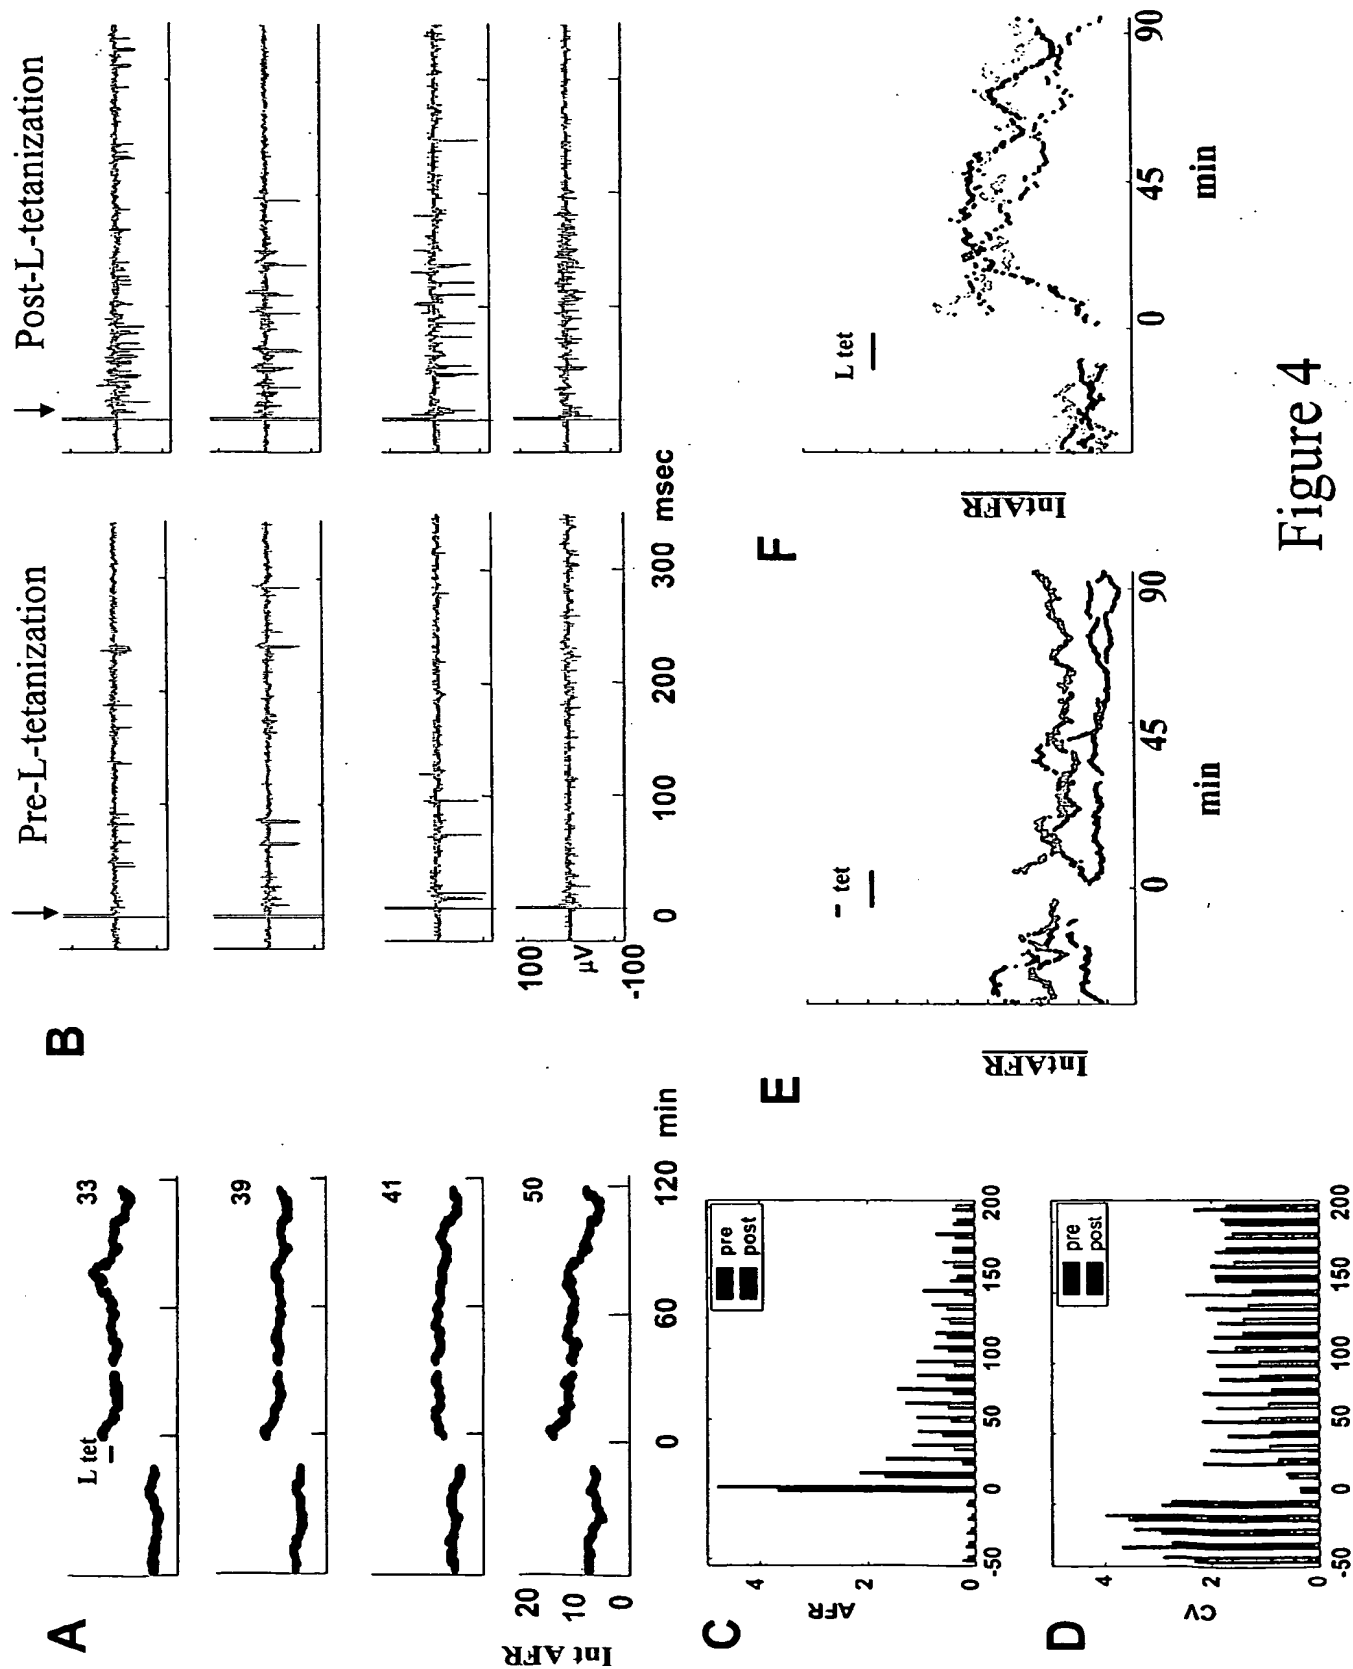 A
L tet
33
39
41
50
20
10
0
Int AFR
0
60
120
min
B
Pre-L-tetanization
Post-L-tetanization
100
µV
-100
0
100
200
300
msec
C
AFR
4
2
0
pre
post
-50
0
50
100
150
200
D
CV
4
2
0
pre
post
-50
0
50
100
150
200
E
IntAFR
- tet
0
45
90
min
F
IntAFR
L tet
0
45
90
min
Figure 4